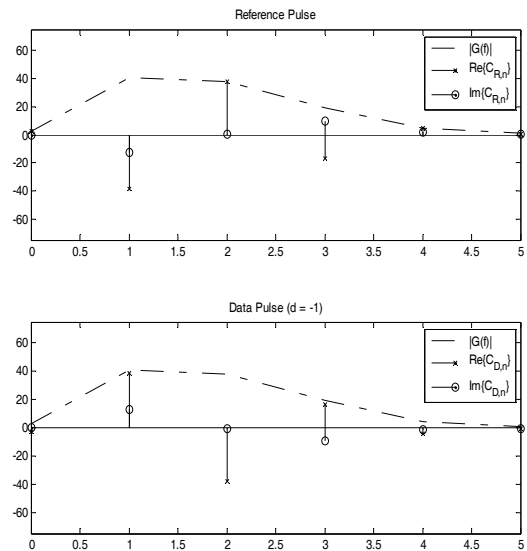 Reference Pulse
|G(f)|
Re{C_{R,n}}
Im{C_{R,n}}
60
40
20
0
-20
-40
-60
0 0.5 1 1.5 2 2.5 3 3.5 4 4.5 5
Data Pulse (d = -1)
|G(f)|
Re{C_{D,n}}
Im{C_{D,n}}
60
40
20
0
-20
-40
-60
0 0.5 1 1.5 2 2.5 3 3.5 4 4.5 5